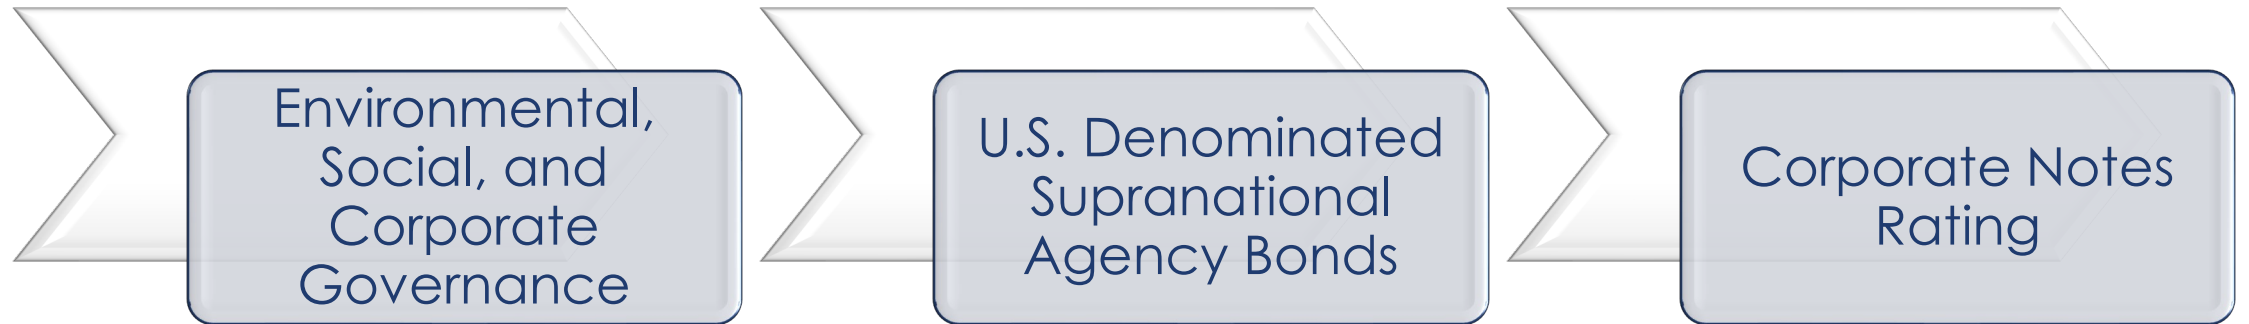 Environmental,
Social, and
Corporate
Governance
U.S. Denominated
Supranational
Agency Bonds
Corporate Notes
Rating